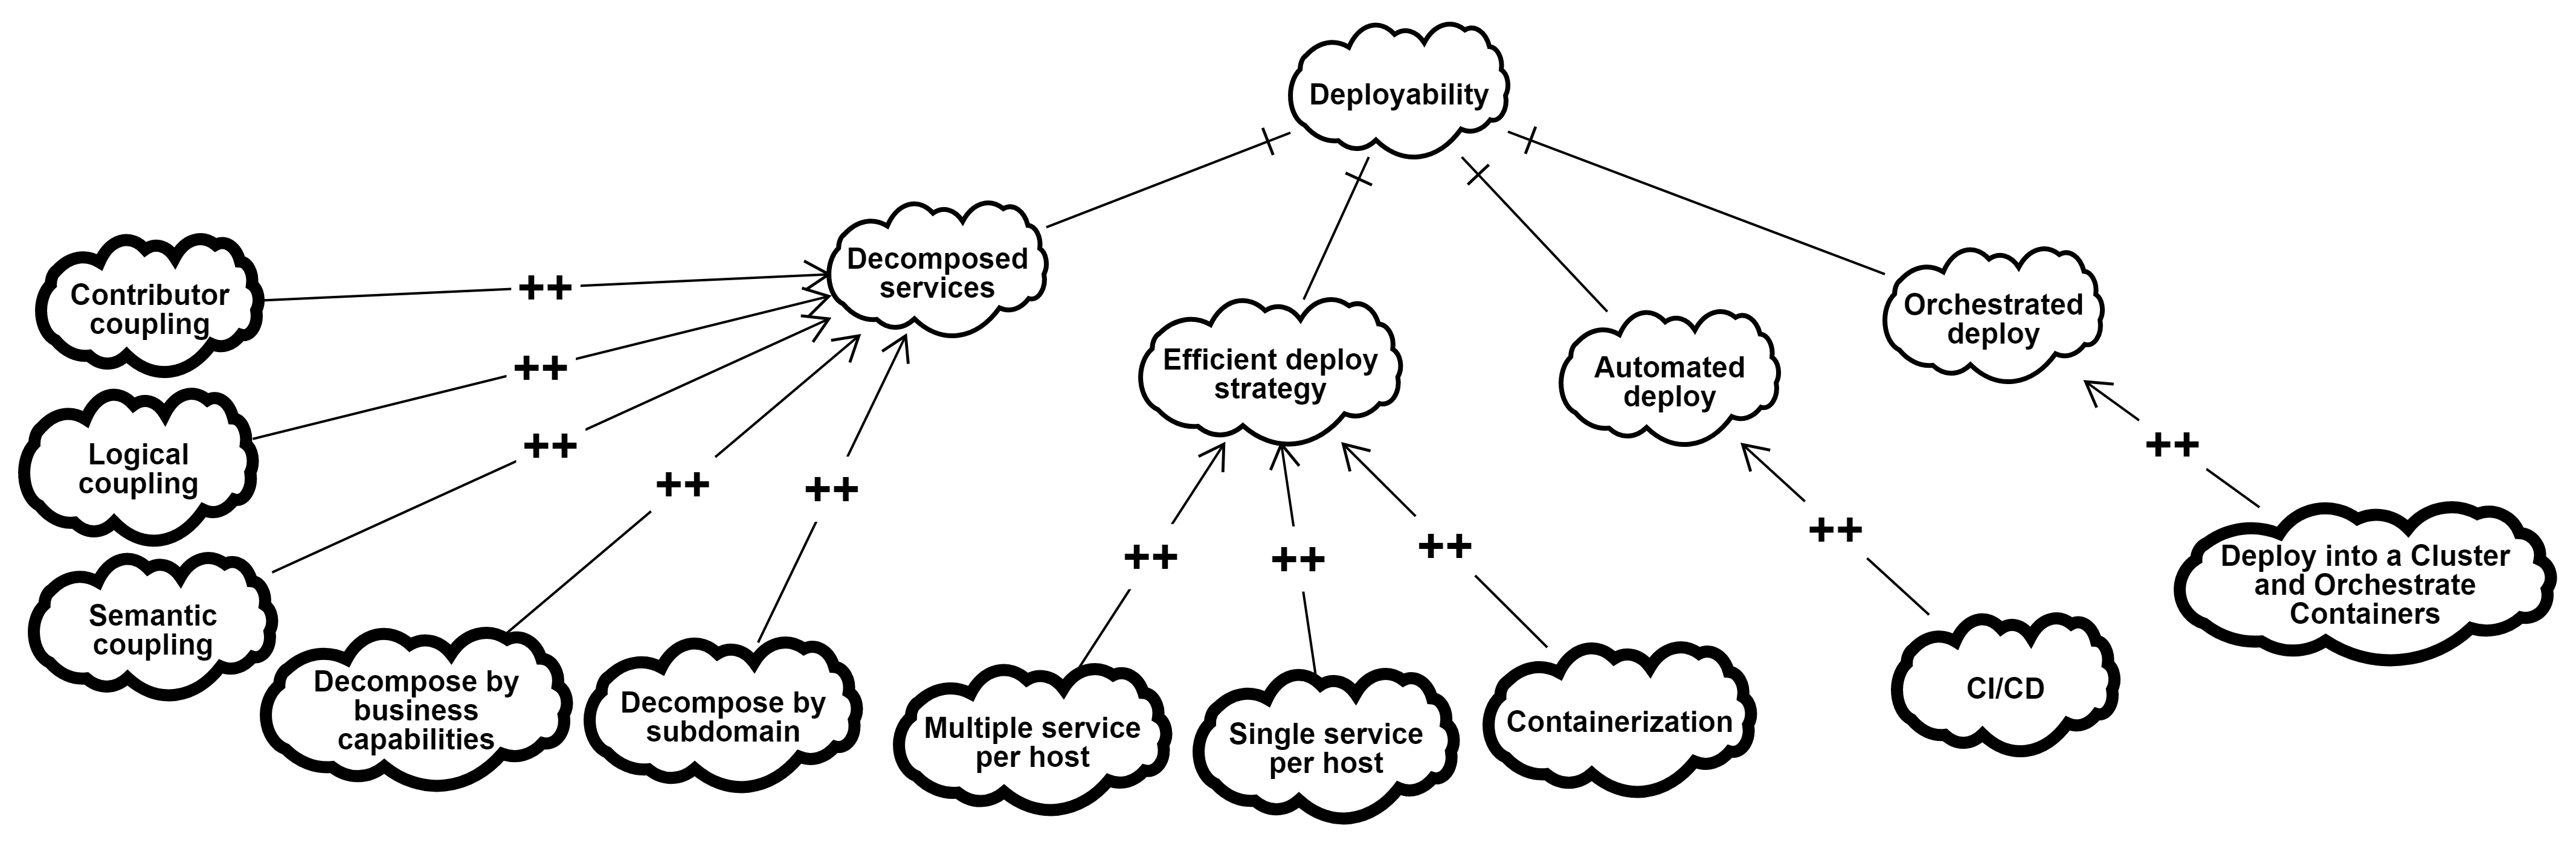 Deployability
Decomposed
services
Contributor
coupling
++
Logical
coupling
++
Semantic
coupling
++
Decompose by
business
capabilities
++
Decompose by
subdomain
++
Efficient deploy
strategy
++
Multiple service
per host
++
Single service
per host
++
Containerization
Automated
deploy
++
CI/CD
Orchestrated
deploy
++
Deploy into a Cluster
and Orchestrate
Containers